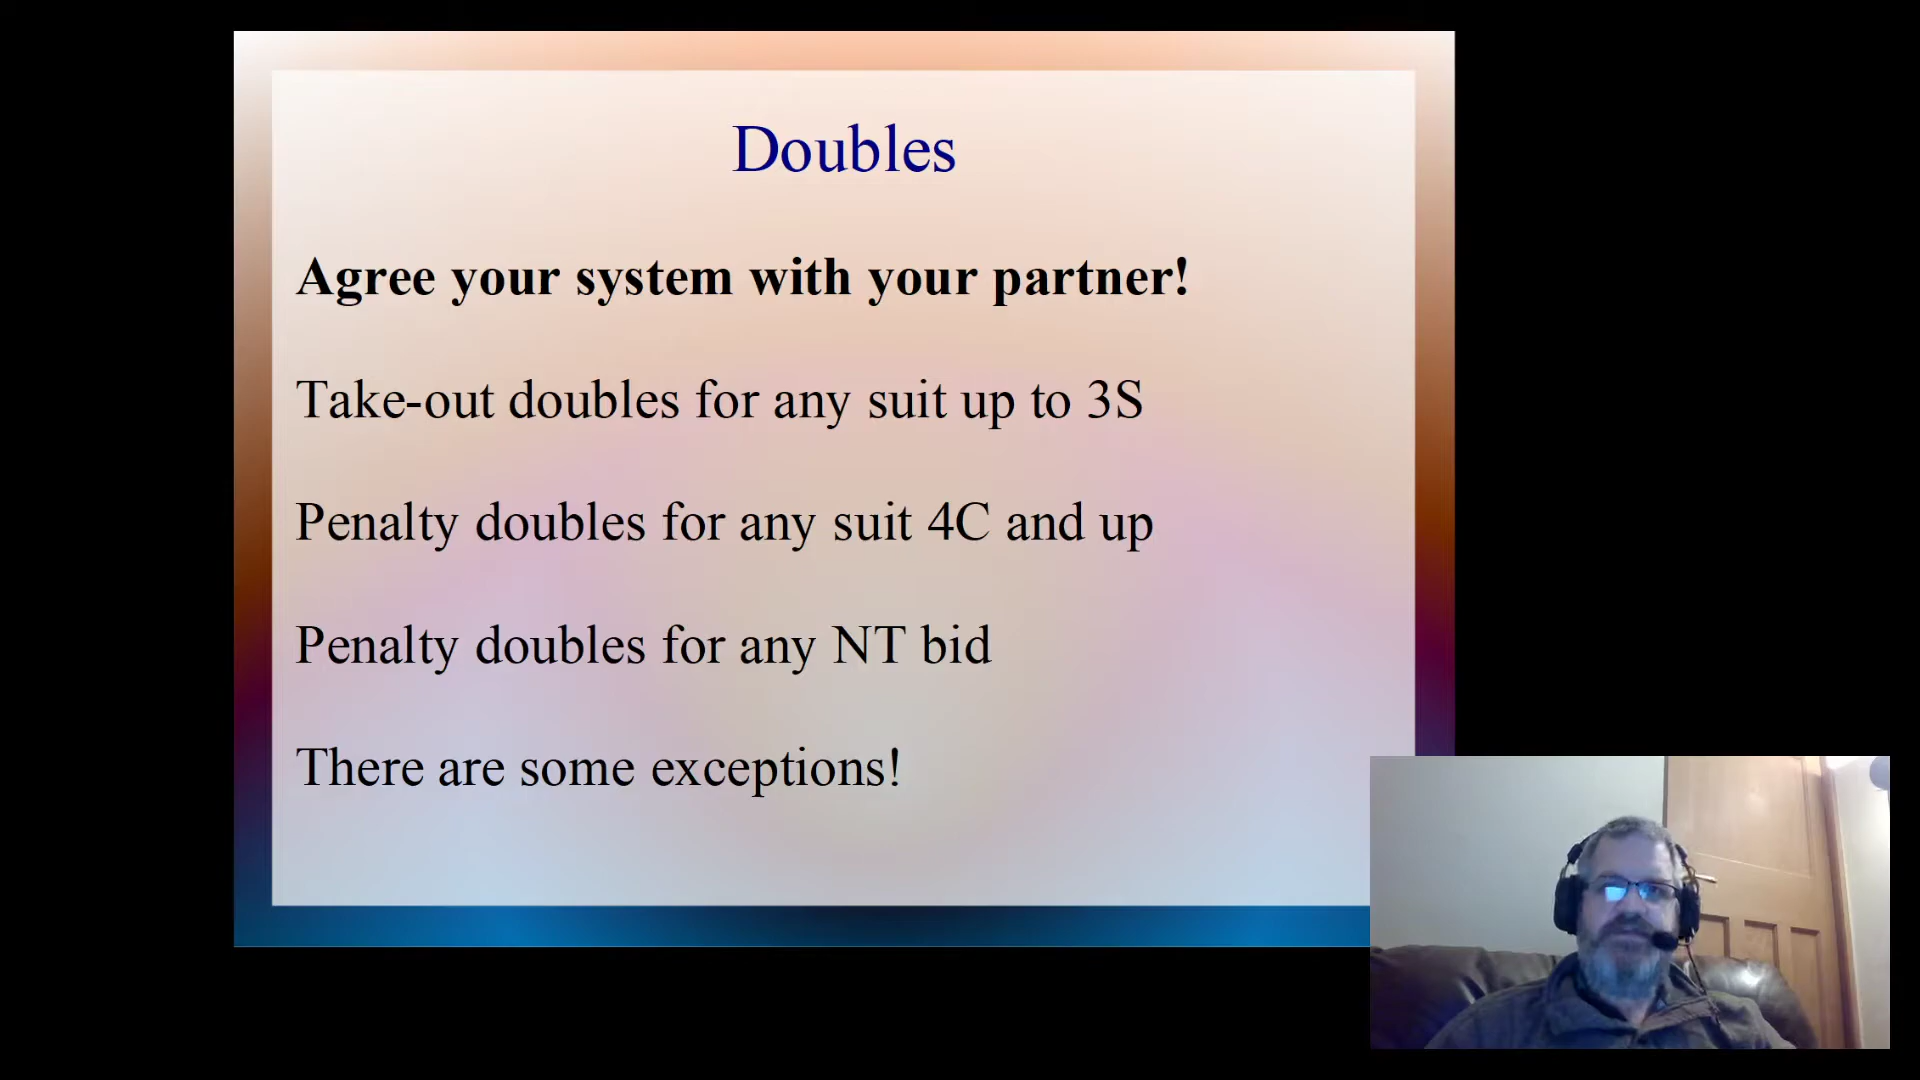 Doubles
Agree your system with your partner!
Take-out doubles for any suit up to 3S
Penalty doubles for any suit 4C and up
Penalty doubles for any NT bid
There are some exceptions!